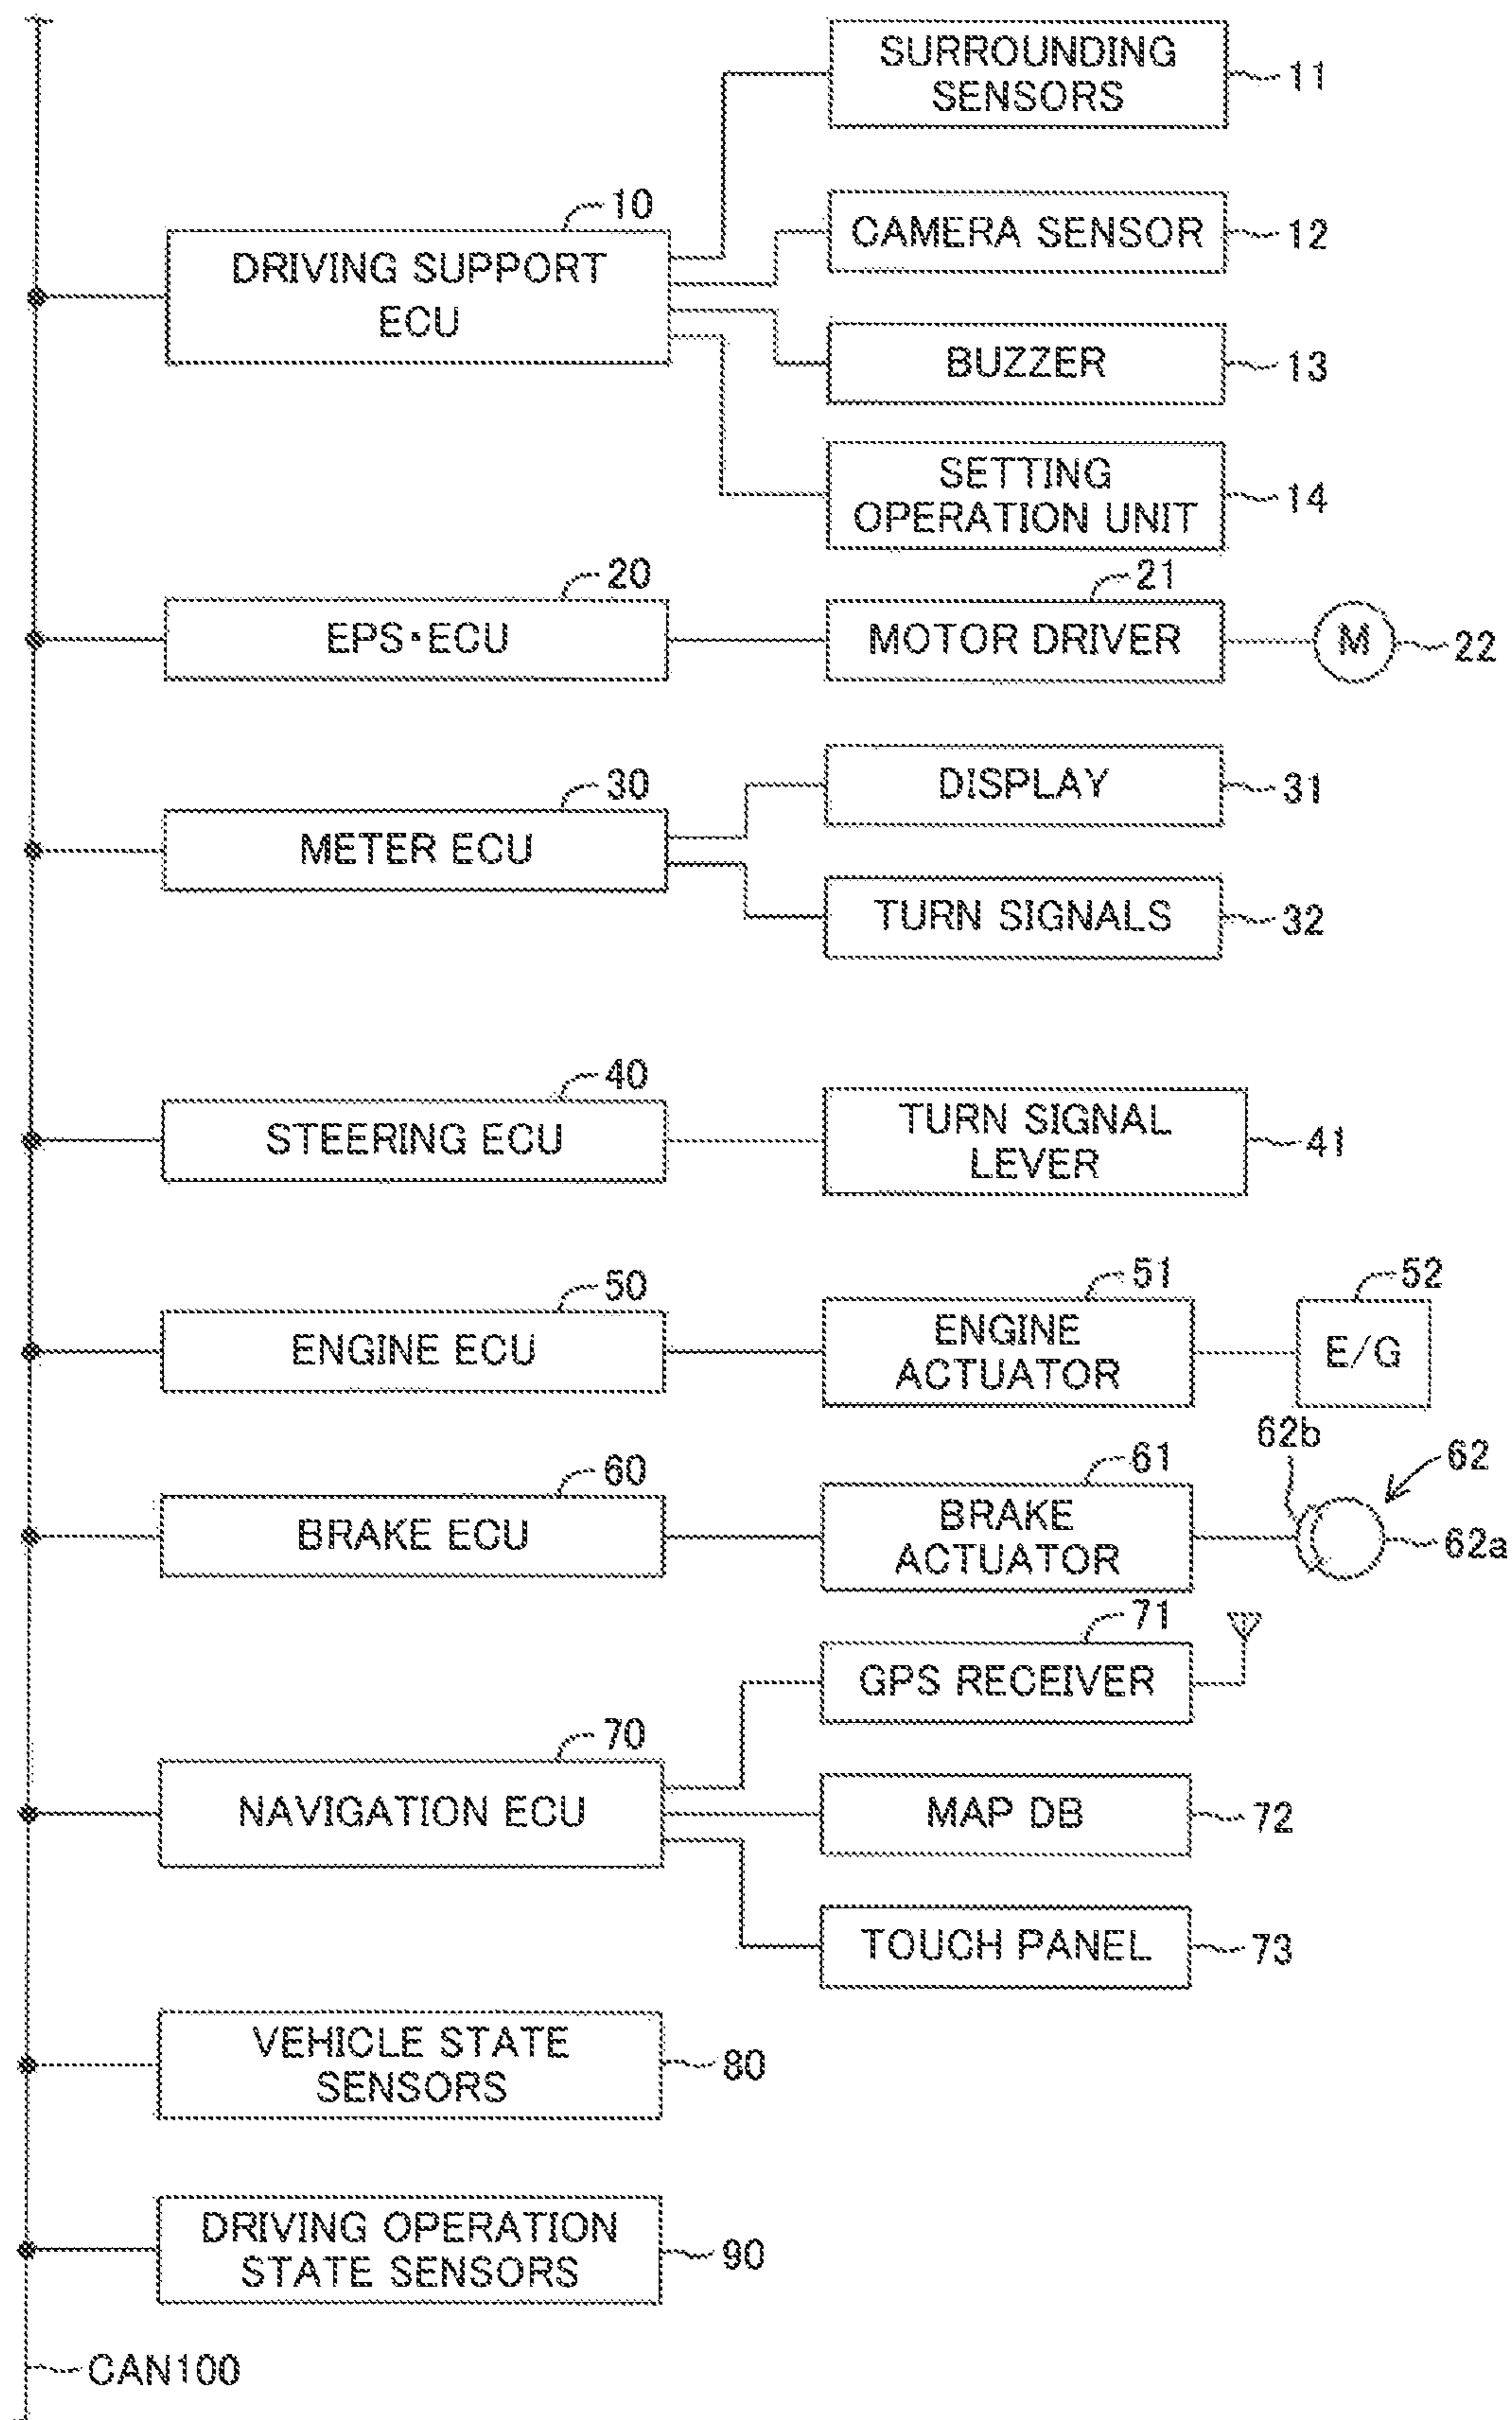 SURROUNDING
SENSORS
11
10
DRIVING SUPPORT
ECU
CAMERA SENSOR
12
BUZZER
13
SETTING
OPERATION UNIT
14
20
EPS・ECU
21
MOTOR DRIVER
M
22
30
METER ECU
DISPLAY
31
TURN SIGNALS
32
40
STEERING ECU
TURN SIGNAL
LEVER
41
50
ENGINE ECU
51
ENGINE
ACTUATOR
52
E/G
60
BRAKE ECU
61
BRAKE
ACTUATOR
62b
62
62a
71
GPS RECEIVER
70
NAVIGATION ECU
MAP DB
72
TOUCH PANEL
73
VEHICLE STATE
SENSORS
80
DRIVING OPERATION
STATE SENSORS
90
CAN100